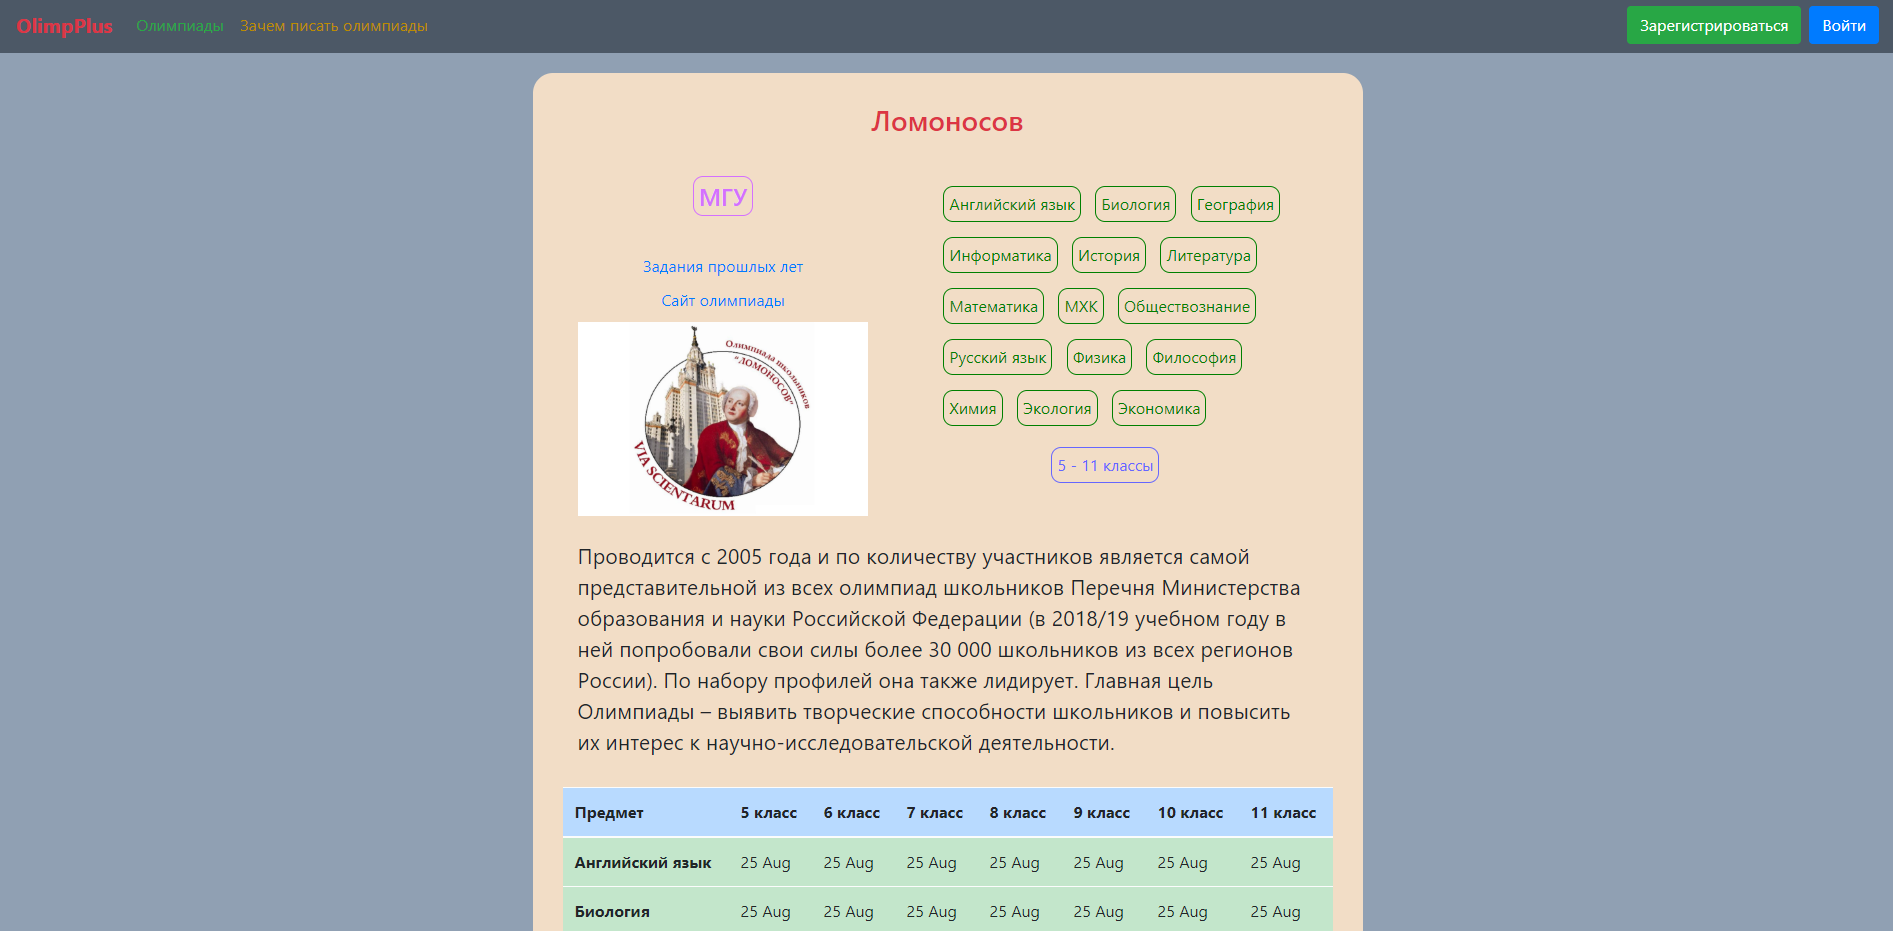 OlimpPlus Олимпиады Зачем писать олимпиады Зарегистрироваться Войти
Ломоносов
МГУ
Задания прошлых лет
Сайт олимпиады
Олимпиада школьников
"ЛОМОНОСОВ"
VIA SCIENTIARUM
Английский язык Биология География
Информатика История Литература
Математика МХК Обществознание
Русский язык Физика Философия
Химия Экология Экономика
5 - 11 классы
Проводится с 2005 года и по количеству участников является самой
представительной из всех олимпиад школьников Перечня Министерства
образования и науки Российской Федерации (в 2018/19 учебном году в
ней попробовали свои силы более 30 000 школьников из всех регионов
России). По набору профилей она также лидирует. Главная цель
Олимпиады – выявить творческие способности школьников и повысить
их интерес к научно-исследовательской деятельности.
Предмет 5 класс 6 класс 7 класс 8 класс 9 класс 10 класс 11 класс
Английский язык 25 Aug 25 Aug 25 Aug 25 Aug 25 Aug 25 Aug 25 Aug
Биология 25 Aug 25 Aug 25 Aug 25 Aug 25 Aug 25 Aug 25 Aug